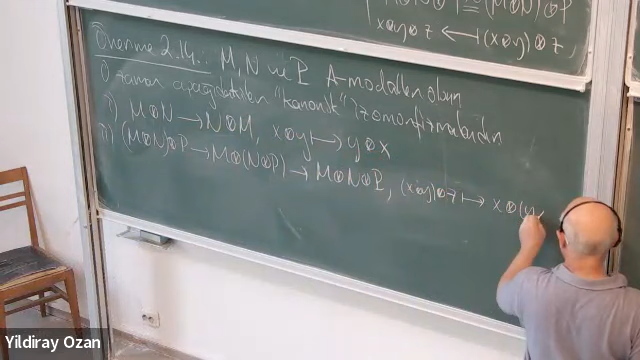 (M⊗N)⊗P
x⊗y⊗z ⟵| (x⊗y)⊗z,
Önerme 2.14.: M, N ve P A-modülleri olsun
O zaman aşağıdakiler "kanonik" izomorfizmalardır
i) M⊗N → N⊗M, x⊗y ↦ y⊗x
ii) (M⊗N)⊗P → M⊗(N⊗P) → M⊗N⊗P, (x⊗y)⊗z ↦ x⊗(y
Yildiray Ozan